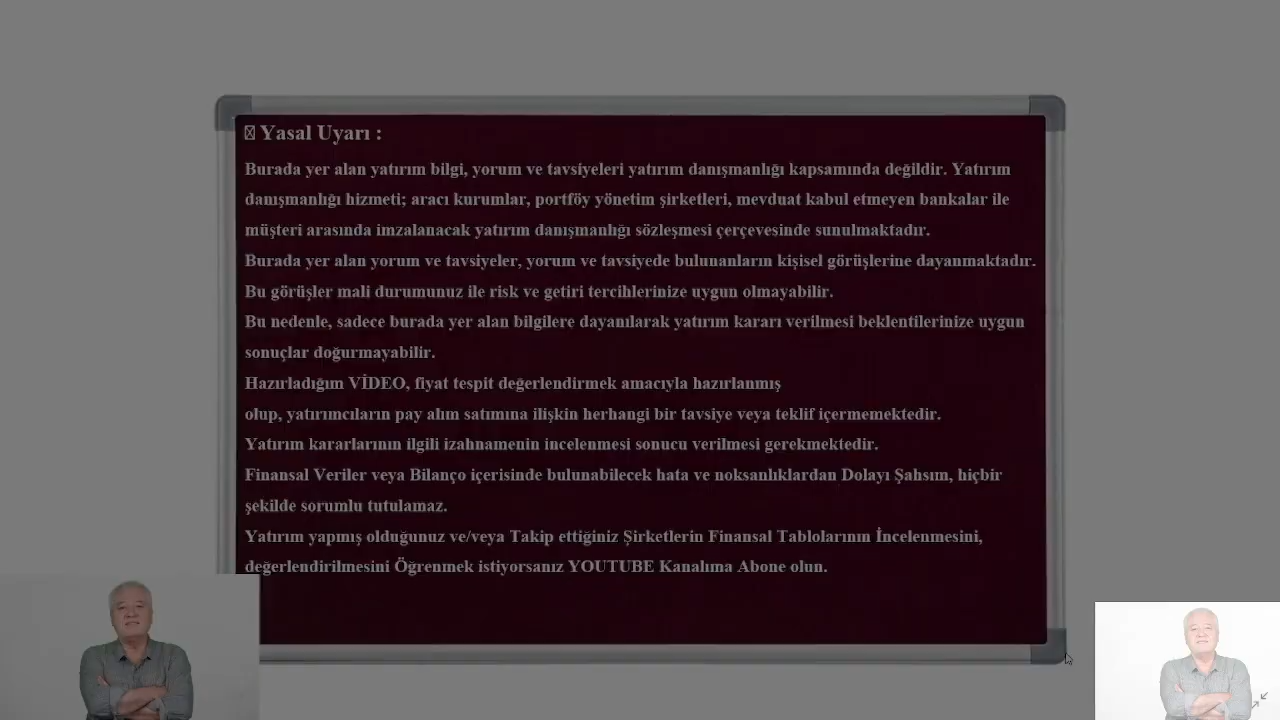 Yasal Uyarı :
Burada yer alan yatırım bilgi, yorum ve tavsiyeleri yatırım danışmanlığı kapsamında değildir. Yatırım
danışmanlığı hizmeti; aracı kurumlar, portföy yönetim şirketleri, mevduat kabul etmeyen bankalar ile
müşteri arasında imzalanacak yatırım danışmanlığı sözleşmesi çerçevesinde sunulmaktadır.
Burada yer alan yorum ve tavsiyeler, yorum ve tavsiyede bulunanların kişisel görüşlerine dayanmaktadır.
Bu görüşler mali durumunuz ile risk ve getiri tercihlerinize uygun olmayabilir.
Bu nedenle, sadece burada yer alan bilgilere dayanılarak yatırım kararı verilmesi beklentilerinize uygun
sonuçlar doğurmayabilir.
Hazırladığım VİDEO, fiyat tespit değerlendirmek amacıyla hazırlanmış
olup, yatırımcıların pay alım satımına ilişkin herhangi bir tavsiye veya teklif içermemektedir.
Yatırım kararlarının ilgili izahnamenin incelenmesi sonucu verilmesi gerekmektedir.
Finansal Veriler veya Bilanço içerisinde bulunabilecek hata ve noksanlıklardan Dolayı Şahsım, hiçbir
şekilde sorumlu tutulamaz.
Yatırım yapmış olduğunuz ve/veya Takip ettiğiniz Şirketlerin Finansal Tablolarının İncelenmesini,
değerlendirilmesini Öğrenmek istiyorsanız YOUTUBE Kanalıma Abone olun.